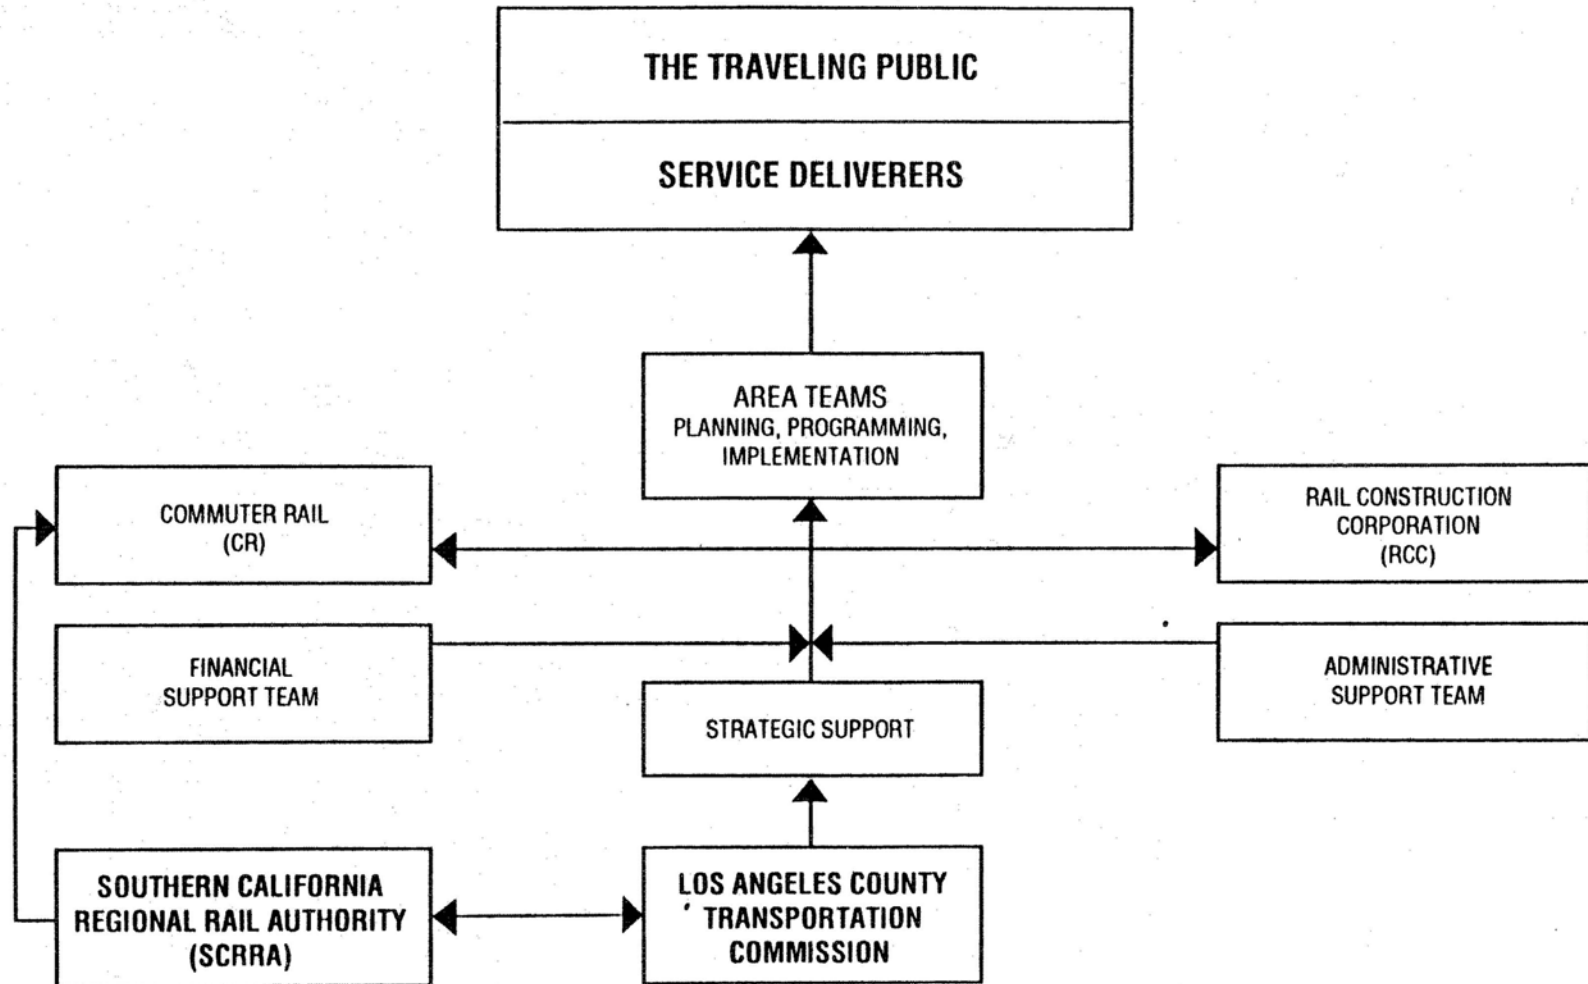 THE TRAVELING PUBLIC
SERVICE DELIVERERS
AREA TEAMS
PLANNING, PROGRAMMING,
IMPLEMENTATION
COMMUTER RAIL
(CR)
RAIL CONSTRUCTION
CORPORATION
(RCC)
FINANCIAL
SUPPORT TEAM
ADMINISTRATIVE
SUPPORT TEAM
STRATEGIC SUPPORT
SOUTHERN CALIFORNIA
REGIONAL RAIL AUTHORITY
(SCRRA)
LOS ANGELES COUNTY
TRANSPORTATION
COMMISSION